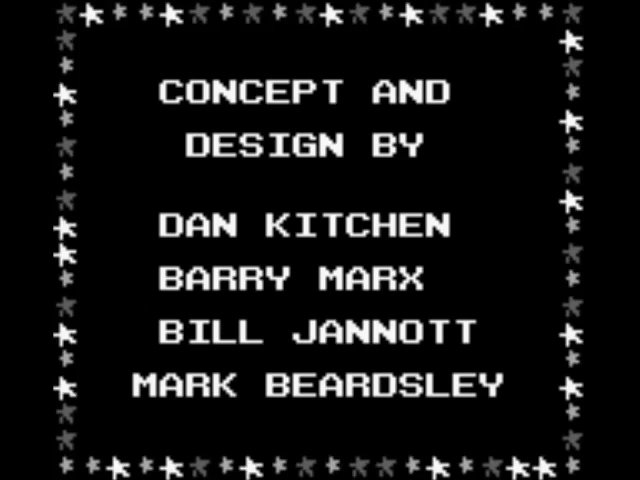 CONCEPT AND
DESIGN BY
DAN KITCHEN
BARRY MARX
BILL JANNOTT
MARK BEARDSLEY